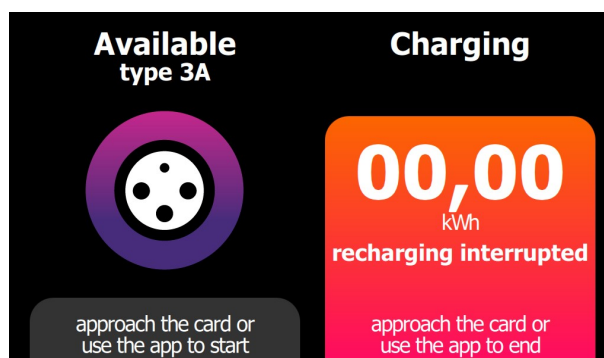 Available
type 3A
approach the card or
use the app to start
Charging
00,00
kWh
recharging interrupted
approach the card or
use the app to end